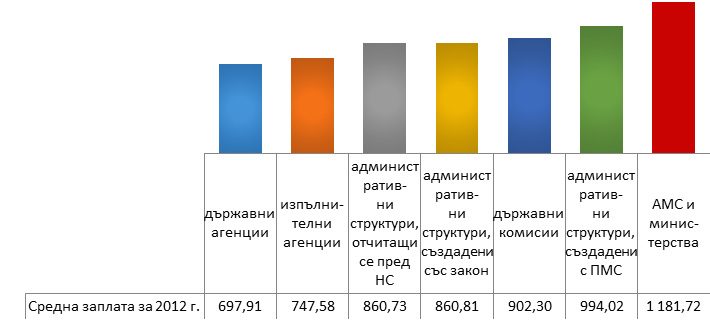 държавни
агенции
изпълни-
телни
агенции
админист
ратив-
ни
структури,
отчитащи
се пред
НС
админист
ратив-
ни
структури,
създадени
със закон
държавни
комисии
админист
ратив-
ни
структури,
създадени
с ПМС
АМС и
минис-
терства
Средна заплата за 2012 г. 697,91 747,58 860,73 860,81 902,30 994,02 1 181,72